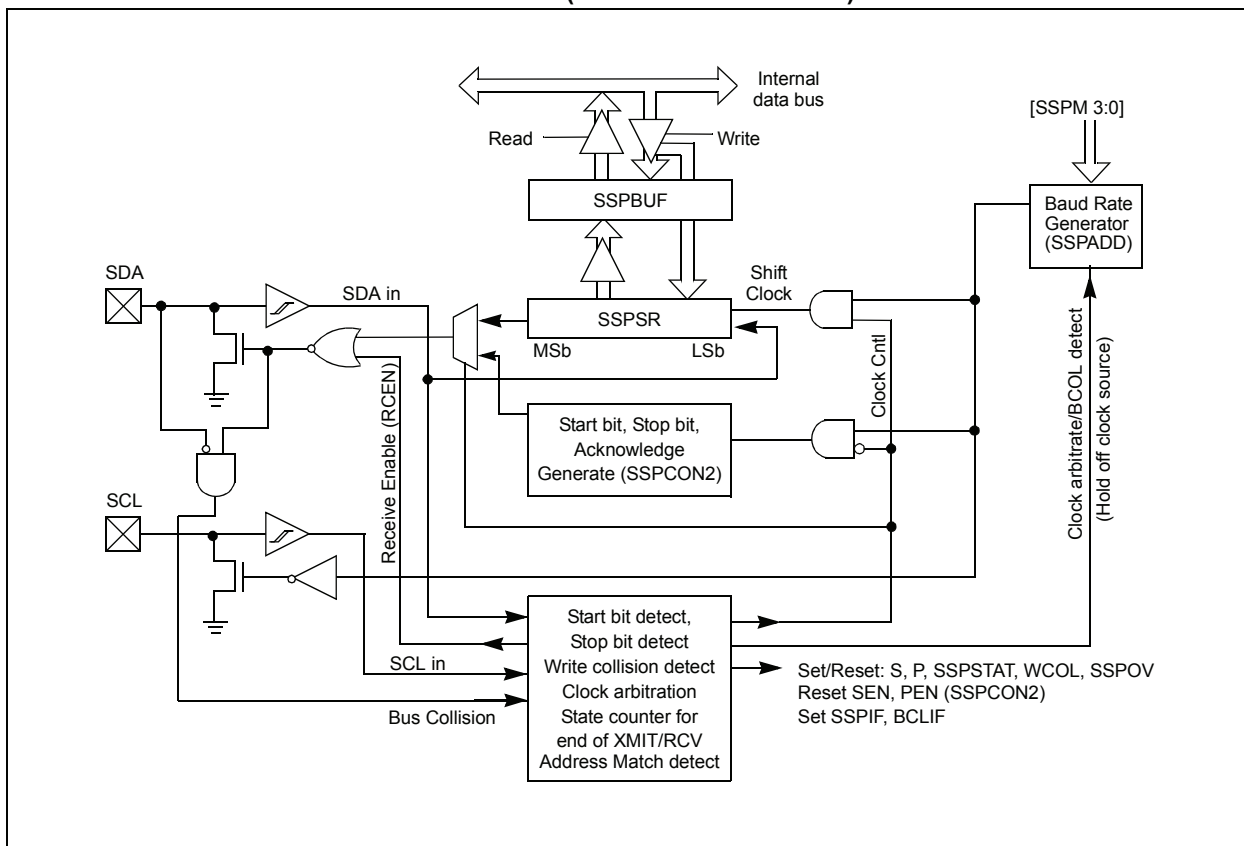 Internal
data bus
[SSPM 3:0]
Read
Write
SSPBUF
Baud Rate
Generator
(SSPADD)
SDA
SDA in
Shift
Clock
SSPSR
MSb
LSb
Clock Cntl
Receive Enable (RCEN)
Start bit, Stop bit,
Acknowledge
Generate (SSPCON2)
Clock arbitrate/BCOL detect
(Hold off clock source)
SCL
SCL in
Bus Collision
Start bit detect,
Stop bit detect
Write collision detect
Clock arbitration
State counter for
end of XMIT/RCV
Address Match detect
Set/Reset: S, P, SSPSTAT, WCOL, SSPOV
Reset SEN, PEN (SSPCON2)
Set SSPIF, BCLIF